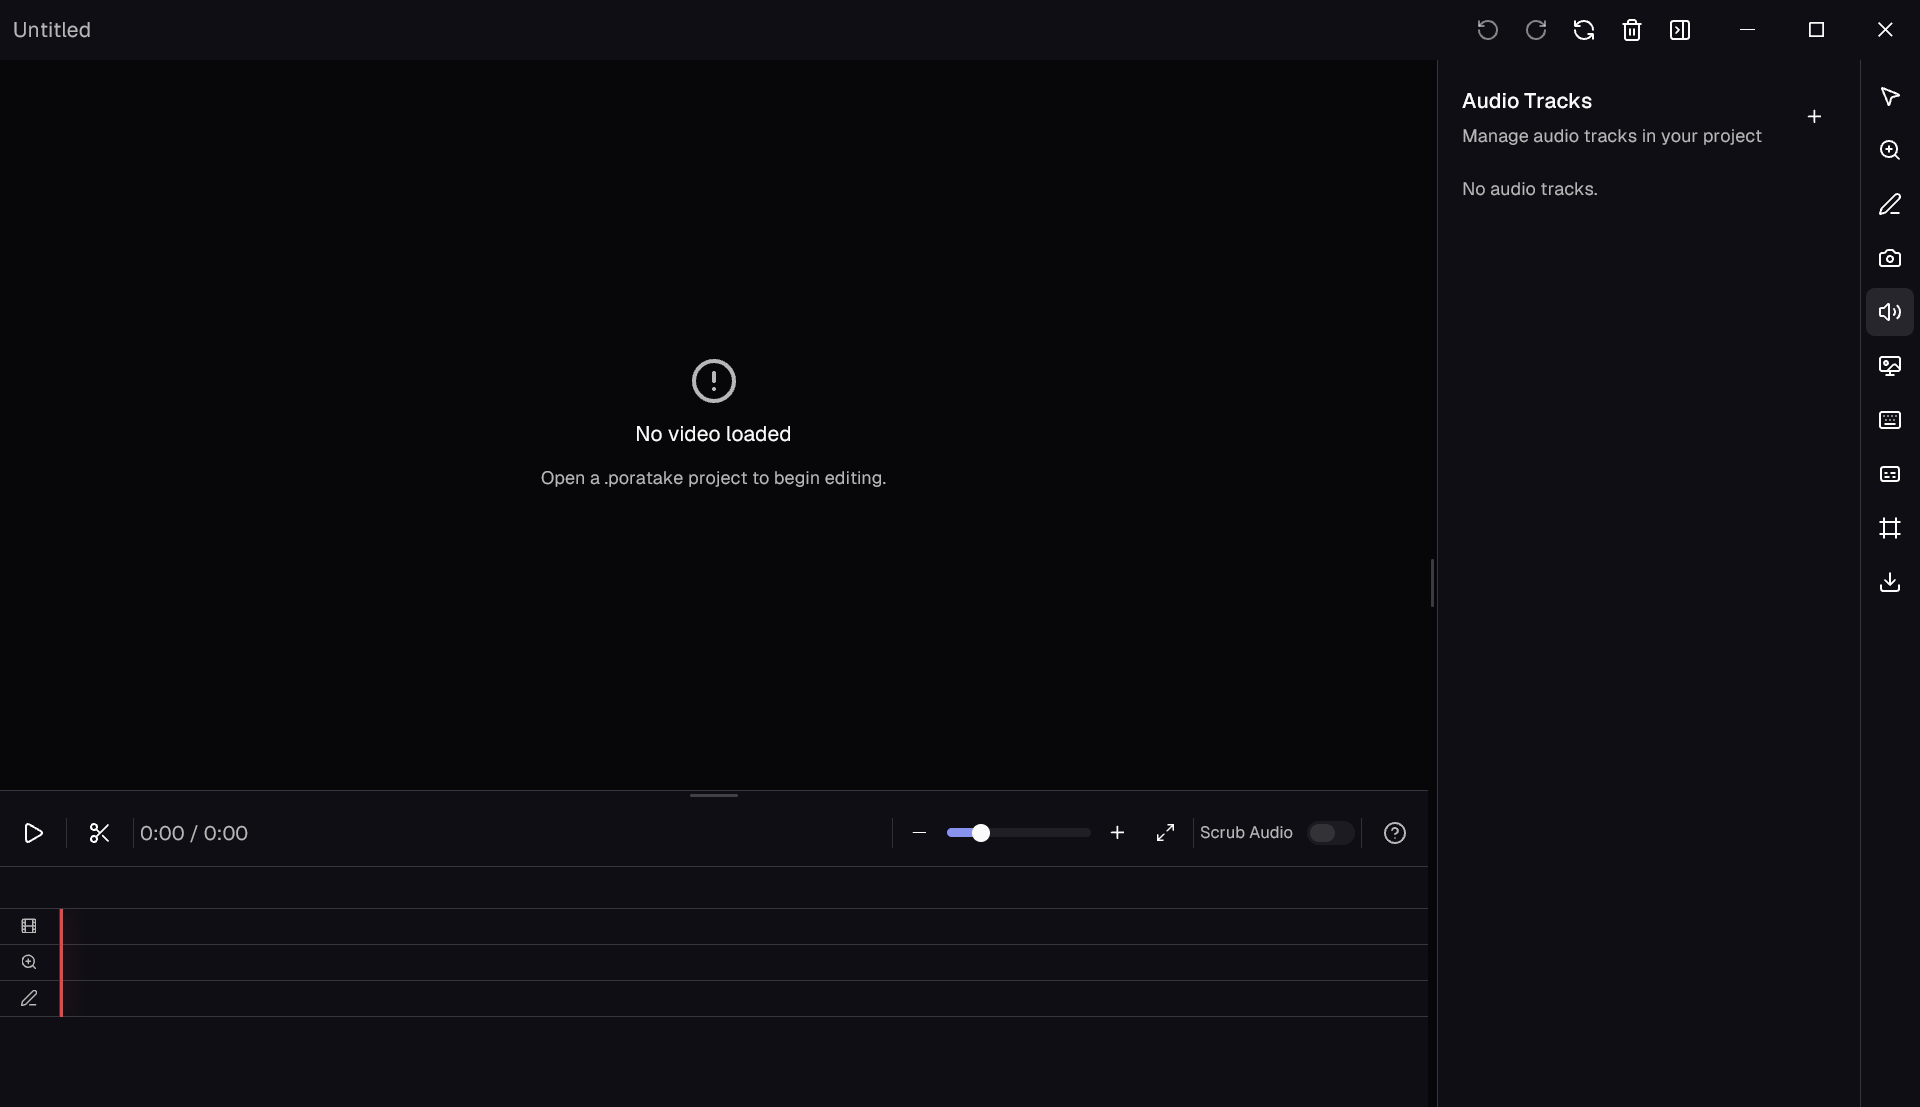 Untitled
Audio Tracks
Manage audio tracks in your project
No audio tracks.
No video loaded
Open a .poratake project to begin editing.
0:00 / 0:00
Scrub Audio